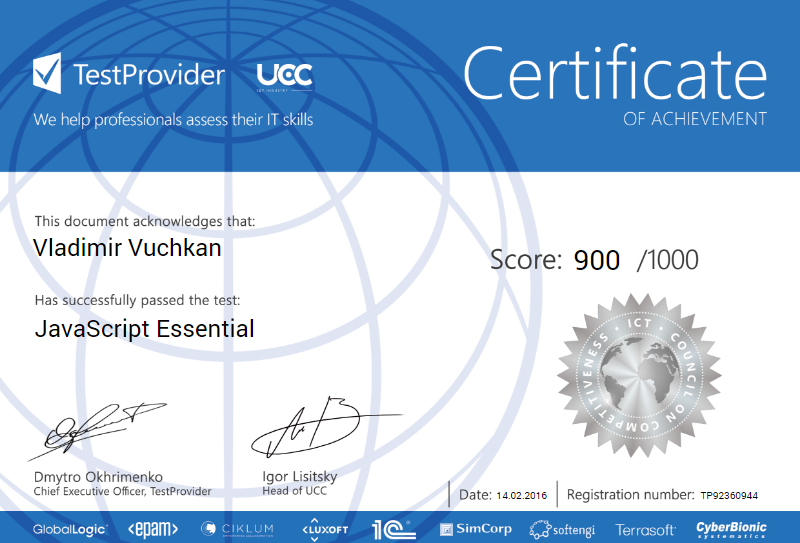 TestProvider
UCC
ICT INDUSTRY
We help professionals assess their IT skills
Certificate
OF ACHIEVEMENT
This document acknowledges that:
Vladimir Vuchkan
Score: 900 /1000
Has successfully passed the test:
JavaScript Essential
ICT · COUNCIL ON COMPETITIVENESS ·
Dmytro Okhrimenko
Chief Executive Officer, TestProvider
Igor Lisitsky
Head of UCC
Date: 14.02.2016
Registration number: TP92360944
GlobalLogic
<epam>
CIKLUM
LUXOFT
1C
SimCorp
softengi
Terrasoft
CyberBionic
systematics